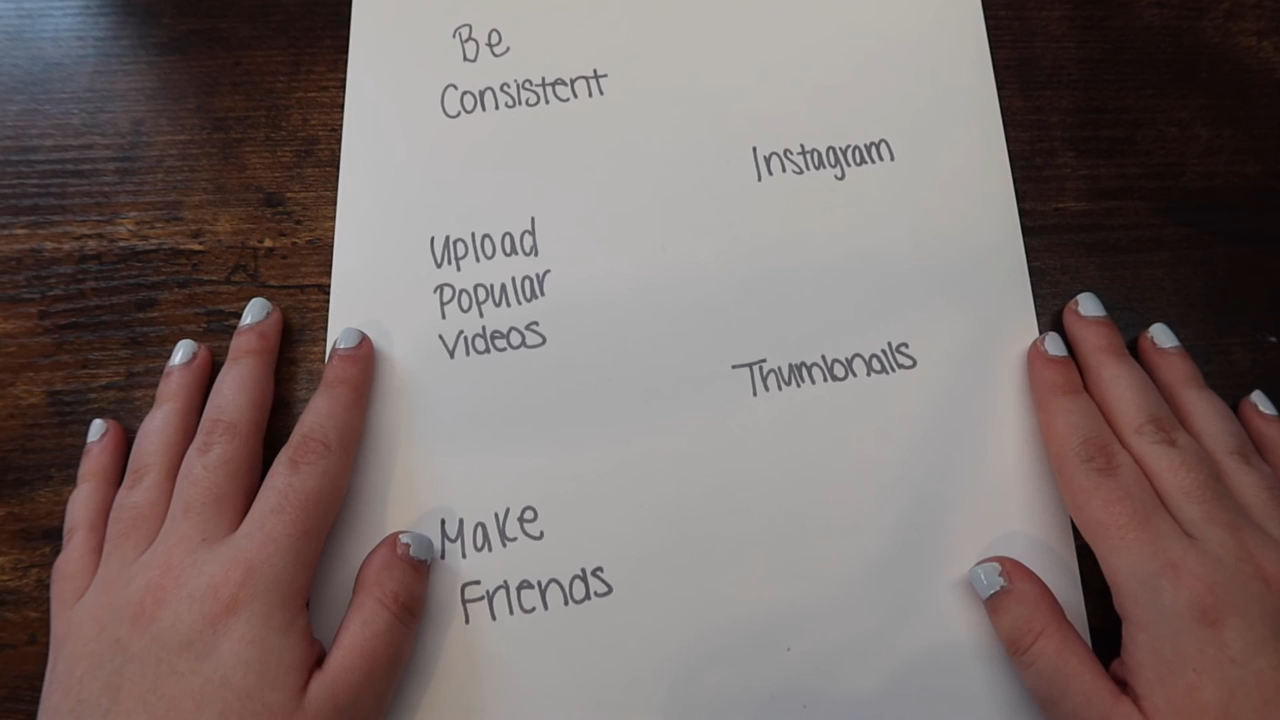 Be
Consistent
Instagram
Upload
Popular
Videos
Thumbnails
Make
Friends